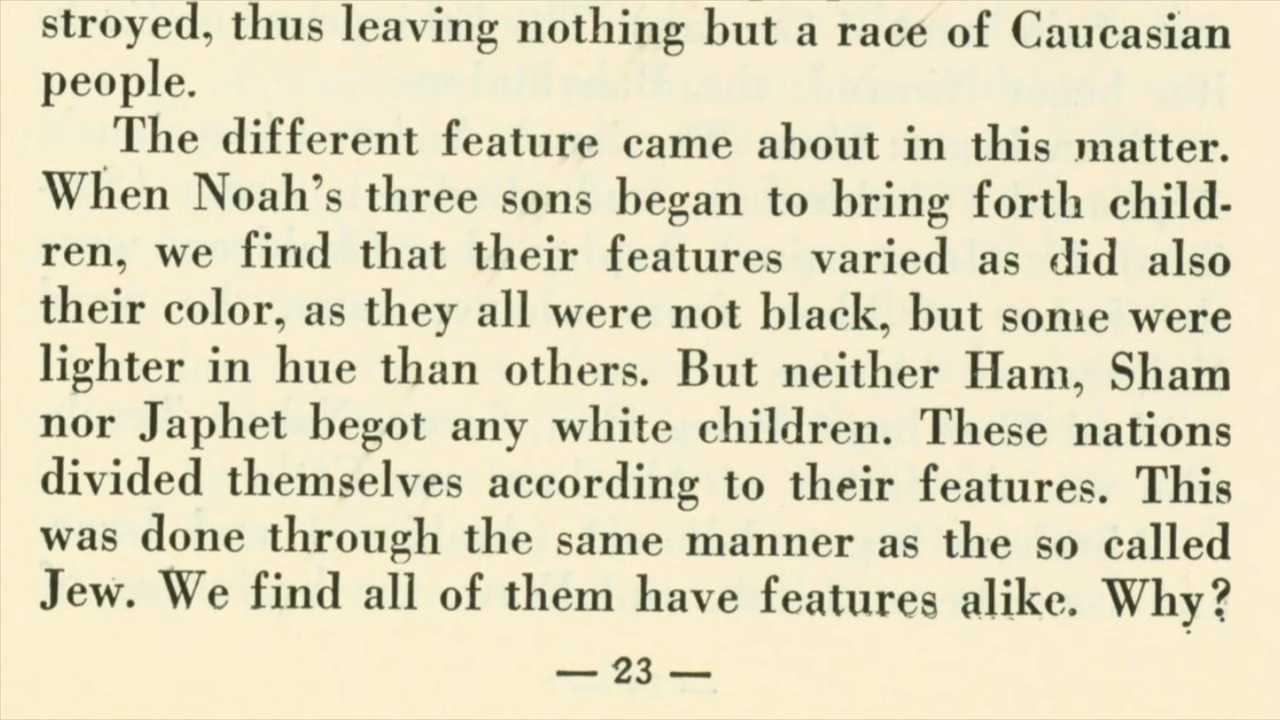 stroyed, thus leaving nothing but a race of Caucasian
people.
The different feature came about in this matter.
When Noah's three sons began to bring forth child-
ren, we find that their features varied as did also
their color, as they all were not black, but some were
lighter in hue than others. But neither Ham, Sham
nor Japhet begot any white children. These nations
divided themselves according to their features. This
was done through the same manner as the so called
Jew. We find all of them have features alike. Why?
— 23 —